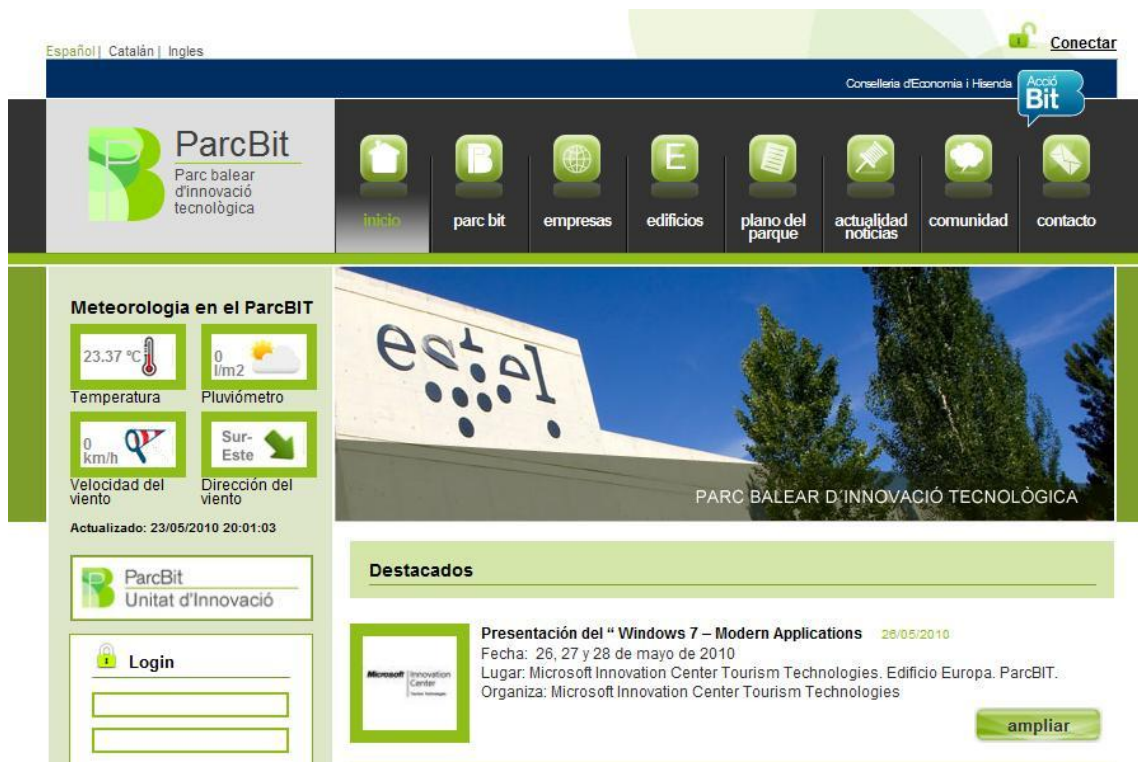 Español | Catalán | Ingles
Conectar
Conselleria d'Economia i Hisenda
Acció
Bit
ParcBit
Parc balear
d'innovació
tecnològica
inicio
parc bit
empresas
edificios
plano del
parque
actualidad
noticias
comunidad
contacto
Meteorologia en el ParcBIT
23.37 ºC
0
l/m2
Temperatura
Pluviómetro
0
km/h
Sur-
Este
Velocidad del
viento
Dirección del
viento
Actualizado: 23/05/2010 20:01:03
estel
PARC BALEAR D'INNOVACIÓ TECNOLÒGICA
ParcBit
Unitat d'Innovació
Login
Destacados
Microsoft Innovation
Center
Presentación del “ Windows 7 – Modern Applications 26/05/2010
Fecha: 26, 27 y 28 de mayo de 2010
Lugar: Microsoft Innovation Center Tourism Technologies. Edificio Europa. ParcBIT.
Organiza: Microsoft Innovation Center Tourism Technologies
ampliar